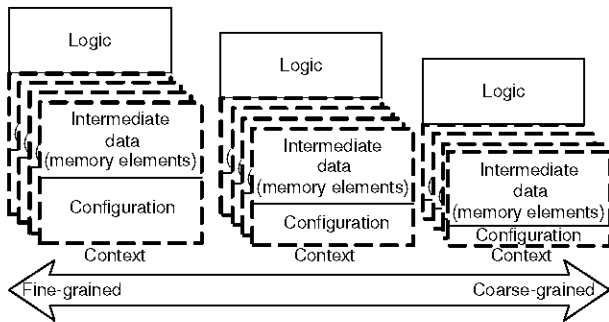 Logic
Intermediate
data
(memory elements)
Configuration
Context
Logic
Intermediate
data
(memory elements)
Configuration
Context
Logic
Intermediate
data
(memory elements)
Configuration
Context
Fine-grained
Coarse-grained